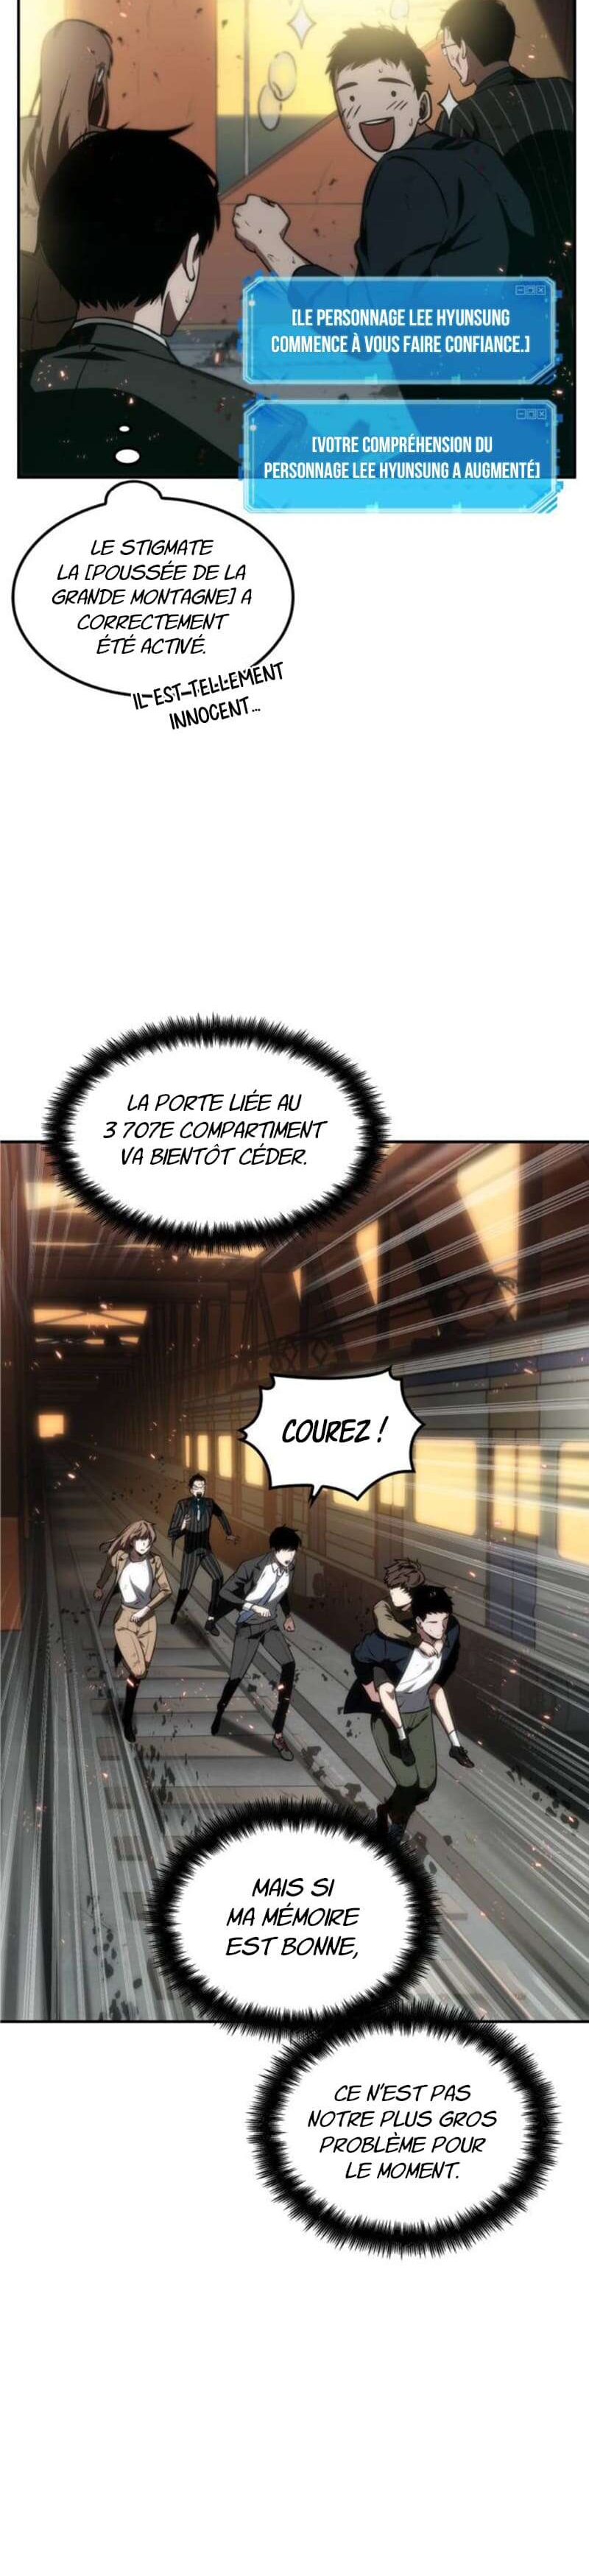 [LE PERSONNAGE LEE HYUNSUNG
COMMENCE À VOUS FAIRE CONFIANCE.]
[VOTRE COMPRÉHENSION DU
PERSONNAGE LEE HYUNSUNG A AUGMENTÉ]
LE STIGMATE
LA [POUSSÉE DE LA
GRANDE MONTAGNE] A
CORRECTEMENT
ÉTÉ ACTIVÉ.
IL EST TELLEMENT
INNOCENT...
LA PORTE LIÉE AU
3 707E COMPARTIMENT
VA BIENTÔT CÉDER.
COUREZ !
MAIS SI
MA MÉMOIRE
EST BONNE,
CE N'EST PAS
NOTRE PLUS GROS
PROBLÈME POUR
LE MOMENT.